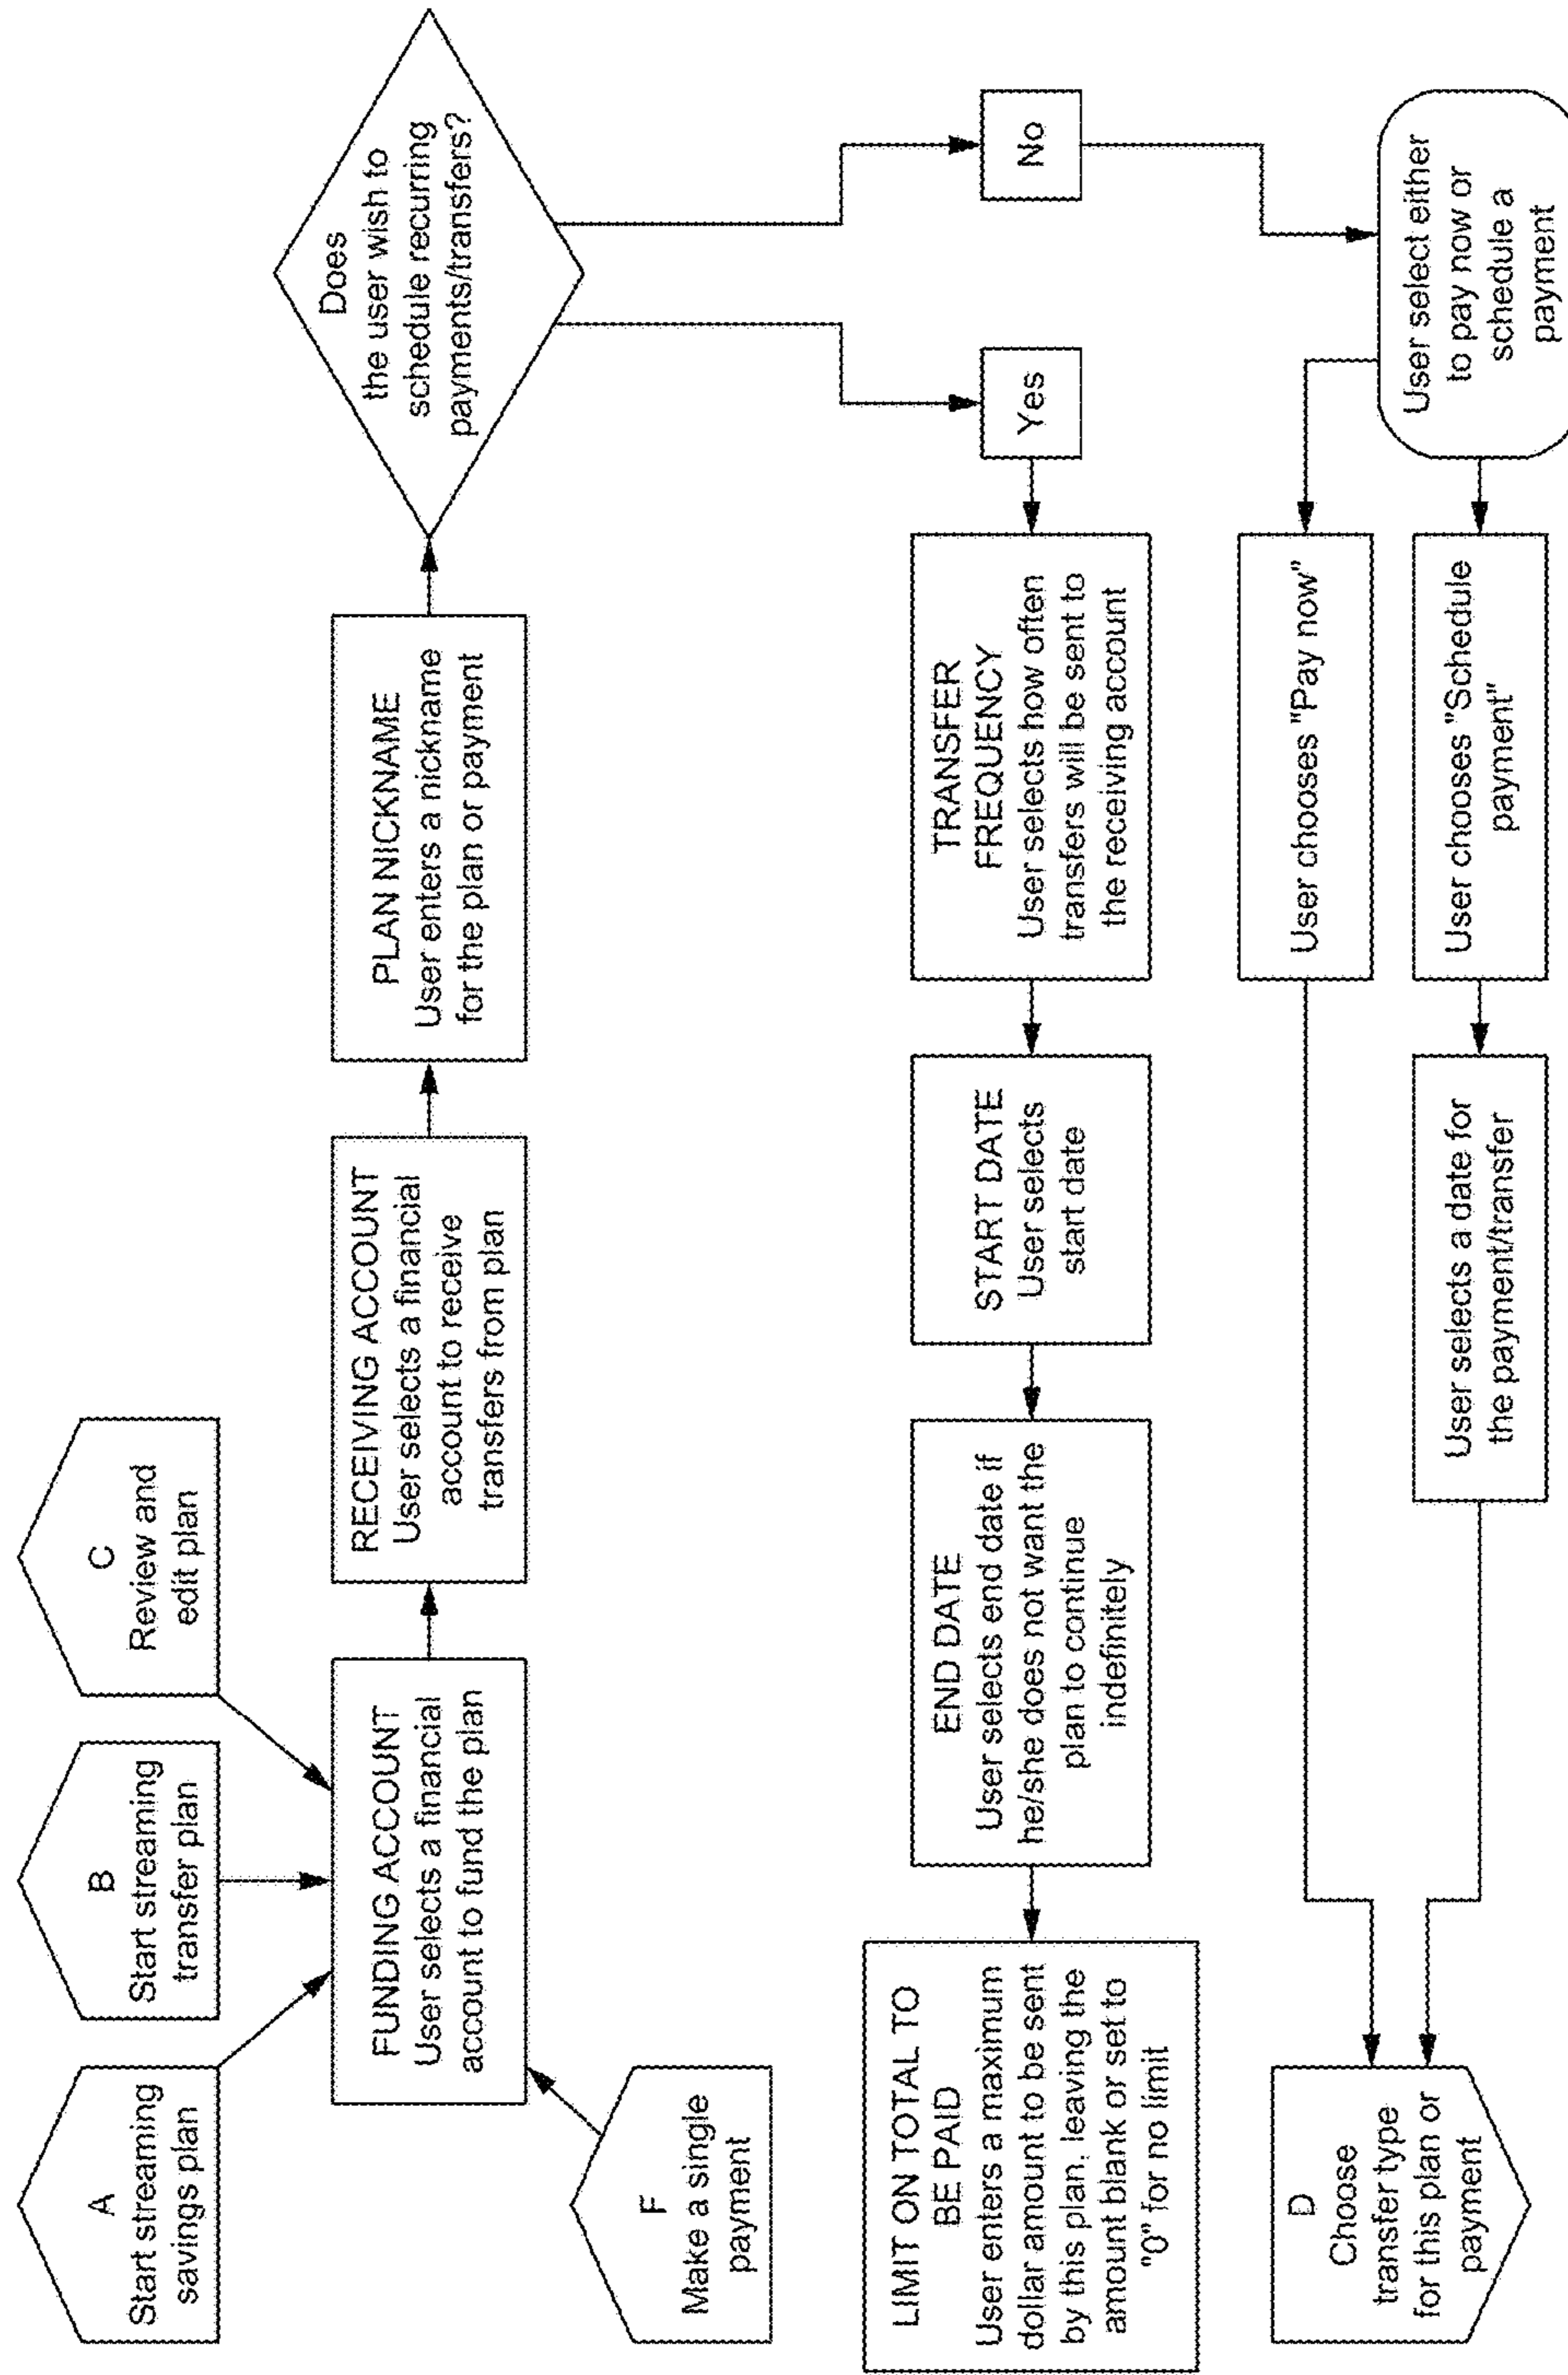 A
Start streaming
savings plan
B
Start streaming
transfer plan
C
Review and
edit plan
F
Make a single
payment
FUNDING ACCOUNT
User selects a financial
account to fund the plan
RECEIVING ACCOUNT
User selects a financial
account to receive
transfers from plan
PLAN NICKNAME
User enters a nickname
for the plan or payment
Does
the user wish to
schedule recurring
payments/transfers?
Yes
No
TRANSFER
FREQUENCY
User selects how often
transfers will be sent to
the receiving account
START DATE
User selects
start date
END DATE
User selects end date if
he/she does not want the
plan to continue
indefinitely
LIMIT ON TOTAL TO
BE PAID
User enters a maximum
dollar amount to be sent
by this plan, leaving the
amount blank or set to
"0" for no limit
User select either
to pay now or
schedule a
payment
User chooses "Pay now"
User chooses "Schedule
payment"
User selects a date for
the payment/transfer
D
Choose
transfer type
for this plan or
payment